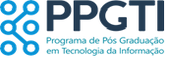 PPGTI
Programa de Pós Graduação
em Tecnologia da Informação